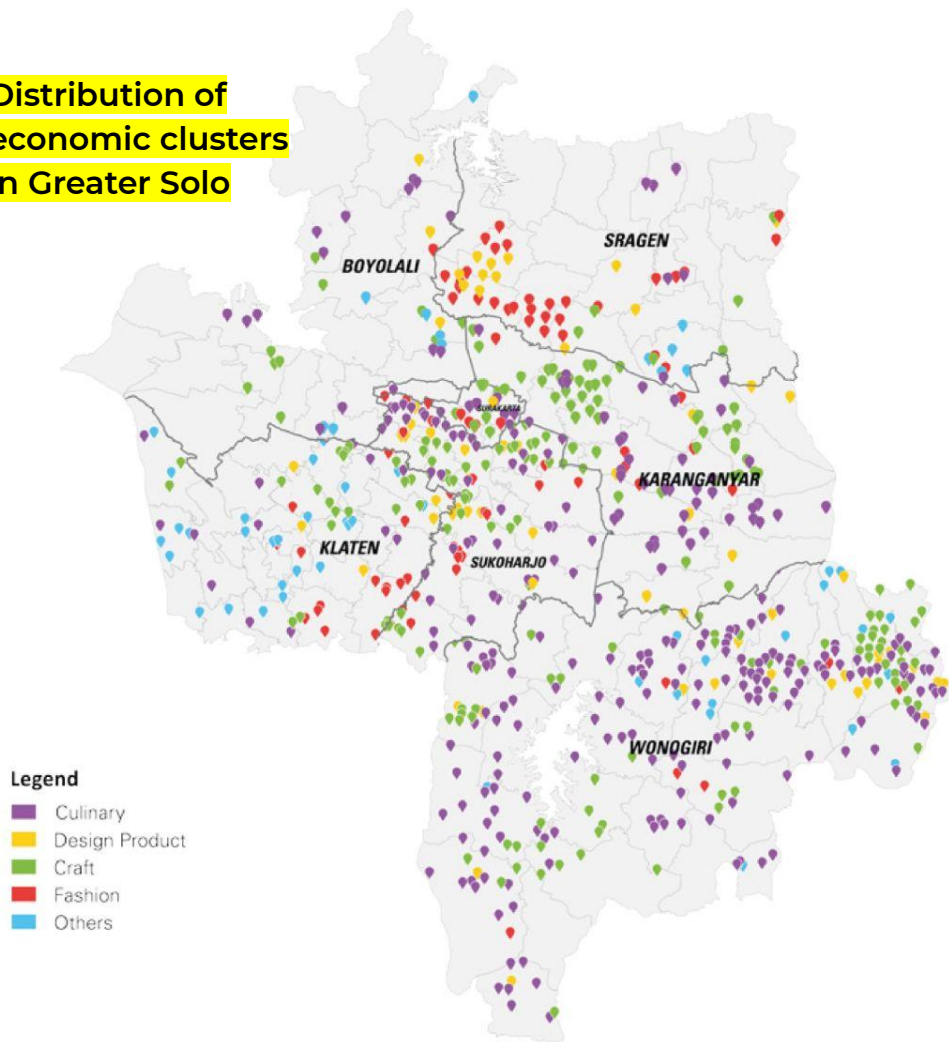 Distribution of
economic clusters
in Greater Solo
SRAGEN
BOYOLALI
SURAKARTA
KARANGANYAR
KLATEN
SUKOHARJO
WONOGIRI
Legend
Culinary
Design Product
Craft
Fashion
Others